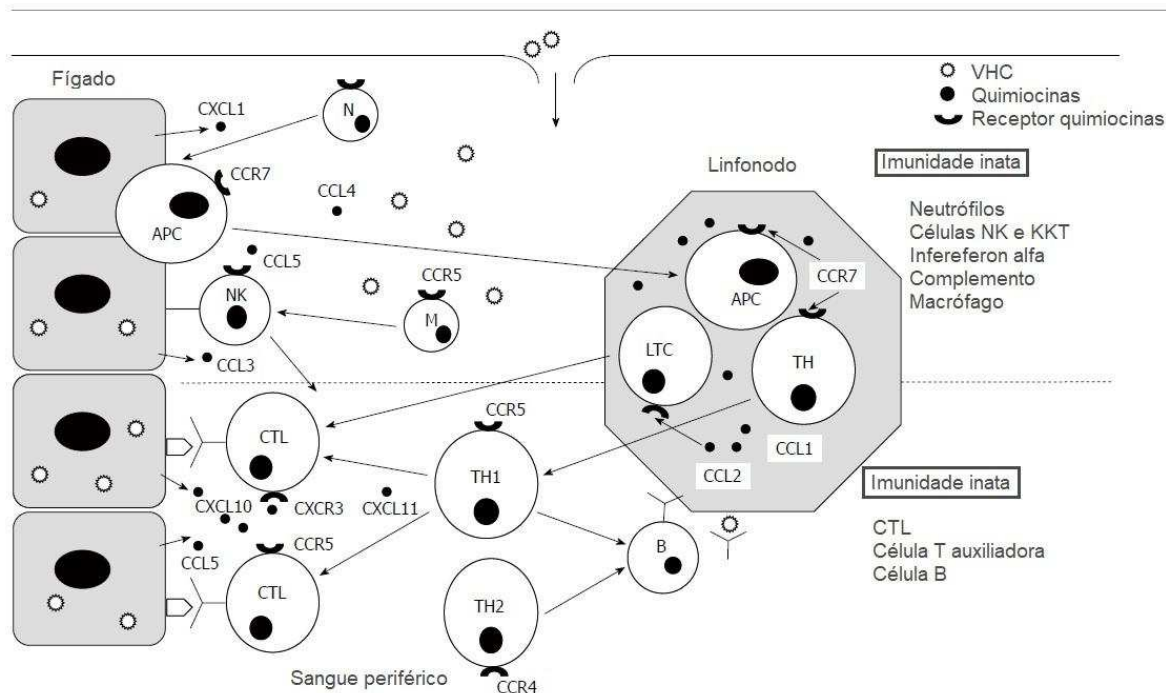 Fígado
CXCL1
N
CCR7
CCL4
APC
CCL5
NK
CCR5
M
CCL3
VHC
Quimiocinas
Receptor quimiocinas
Linfonodo
Imunidade inata
Neutrófilos
Células NK e KKT
Infereferon alfa
Complemento
Macrófago
CCR7
APC
LTC
TH
CCL1
CCL2
CTL
CCR5
TH1
CXCL10
CXCR3
CXCL11
CCR5
CCL5
CTL
B
TH2
CCR4
Sangue periférico
Imunidade inata
CTL
Célula T auxiliadora
Célula B